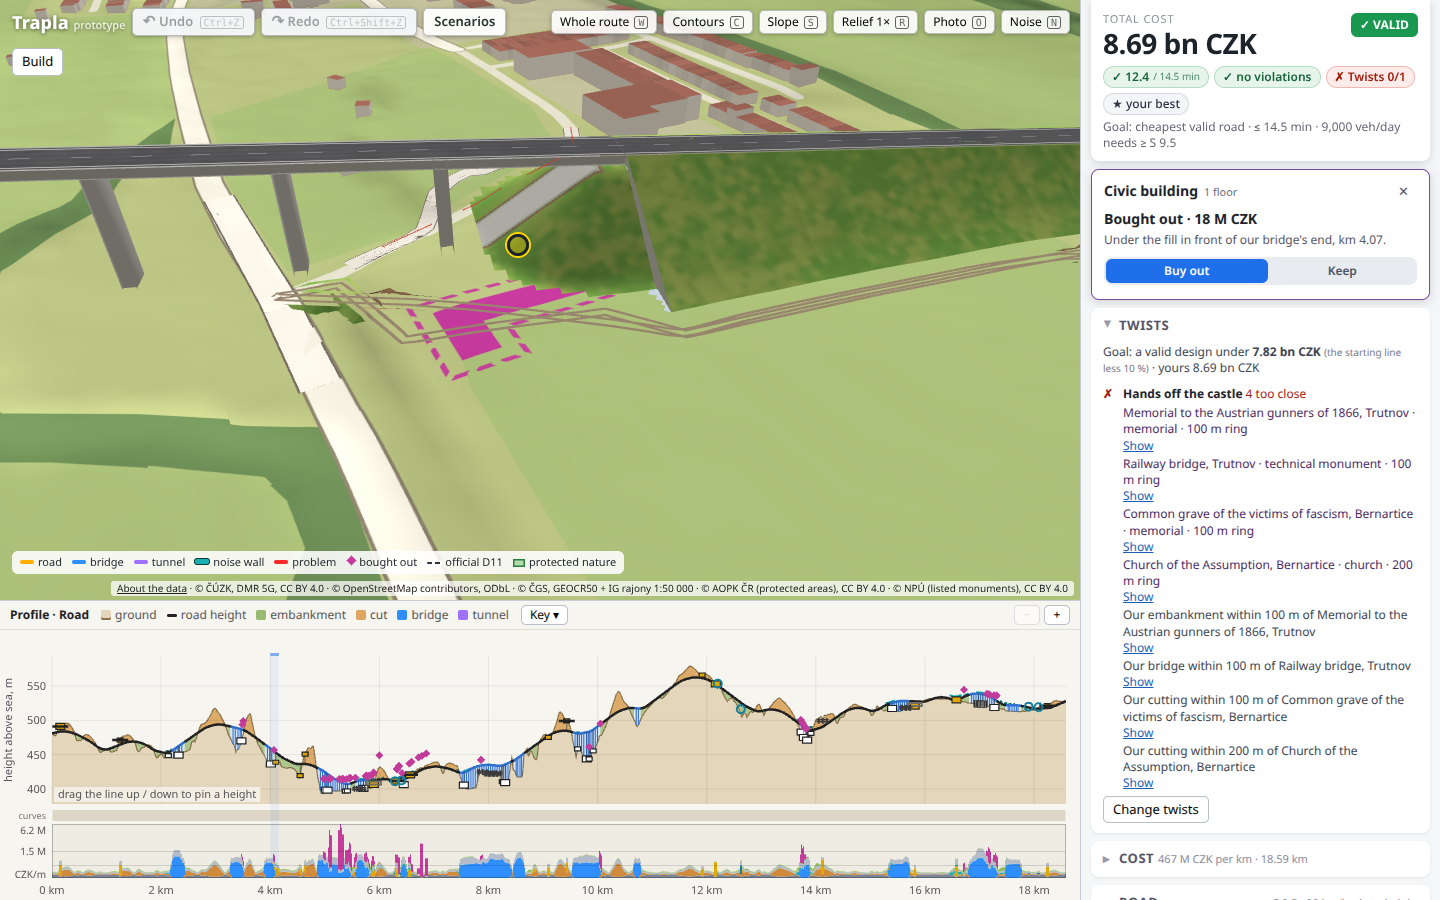 Trapla prototype
↶ Undo Ctrl+Z
↷ Redo Ctrl+Shift+Z
Scenarios
Whole route W
Contours C
Slope S
Relief 1× R
Photo O
Noise N
Build
road
bridge
tunnel
noise wall
problem
bought out
official D11
protected nature
About the data · © ČÚZK, DMR 5G, CC BY 4.0 · © OpenStreetMap contributors, ODbL · © ČGS, GEOCR50 + IG rajony 1:50 000 · © AOPK ČR (protected areas), CC BY 4.0 · © NPÚ (listed monuments), CC BY 4.0
Profile · Road
ground
road height
embankment
cut
bridge
tunnel
Key ▾
−
+
height above sea, m
550
500
450
400
drag the line up / down to pin a height
curves
6.2 M
1.5 M
CZK/m
0 km
2 km
4 km
6 km
8 km
10 km
12 km
14 km
16 km
18 km
TOTAL COST
8.69 bn CZK
✓ VALID
✓ 12.4 / 14.5 min
✓ no violations
✗ Twists 0/1
★ your best
Goal: cheapest valid road · ≤ 14.5 min · 9,000 veh/day
needs ≥ S 9.5
Civic building 1 floor
✕
Bought out · 18 M CZK
Under the fill in front of our bridge's end, km 4.07.
Buy out
Keep
▼ TWISTS
Goal: a valid design under 7.82 bn CZK (the starting line
less 10 %) · yours 8.69 bn CZK
✗ Hands off the castle 4 too close
Memorial to the Austrian gunners of 1866, Trutnov ·
memorial · 100 m ring
Show
Railway bridge, Trutnov · technical monument · 100
m ring
Show
Common grave of the victims of fascism, Bernartice
· memorial · 100 m ring
Show
Church of the Assumption, Bernartice · church · 200
m ring
Show
Our embankment within 100 m of Memorial to the
Austrian gunners of 1866, Trutnov
Show
Our bridge within 100 m of Railway bridge, Trutnov
Show
Our cutting within 100 m of Common grave of the
victims of fascism, Bernartice
Show
Our cutting within 200 m of Church of the
Assumption, Bernartice
Show
Change twists
▶ COST 467 M CZK per km · 18.59 km